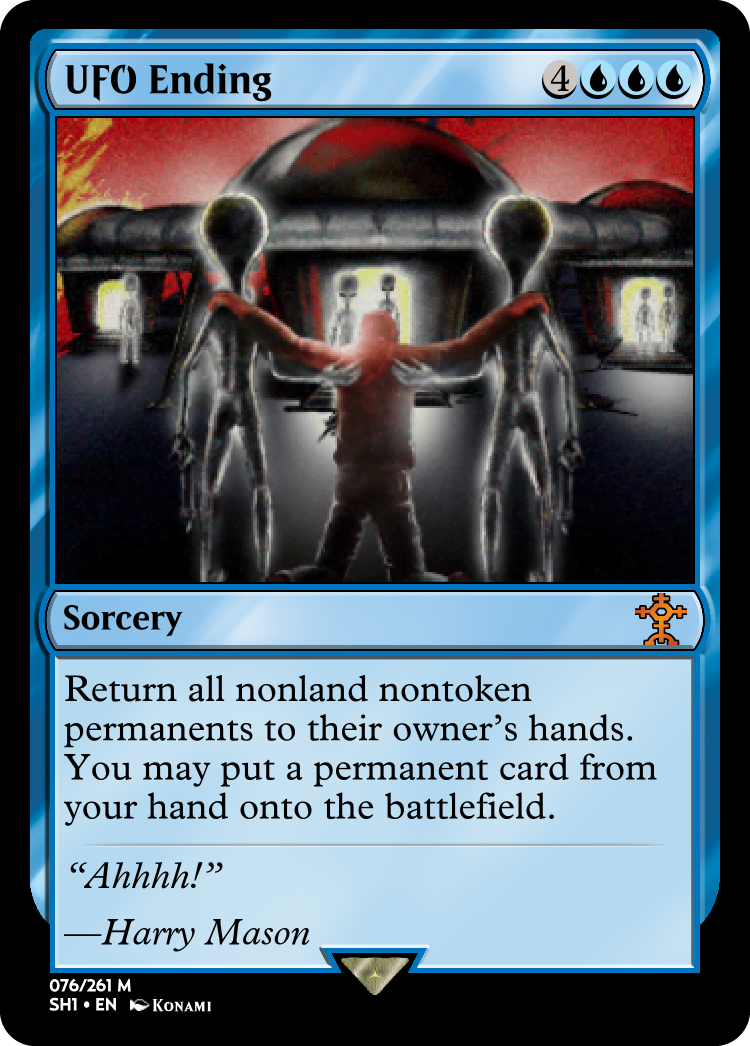 UFO Ending 4
Sorcery
Return all nonland nontoken
permanents to their owner's hands.
You may put a permanent card from
your hand onto the battlefield.
“Ahhhh!”
—Harry Mason
076/261 M
SH1 • EN KONAMI